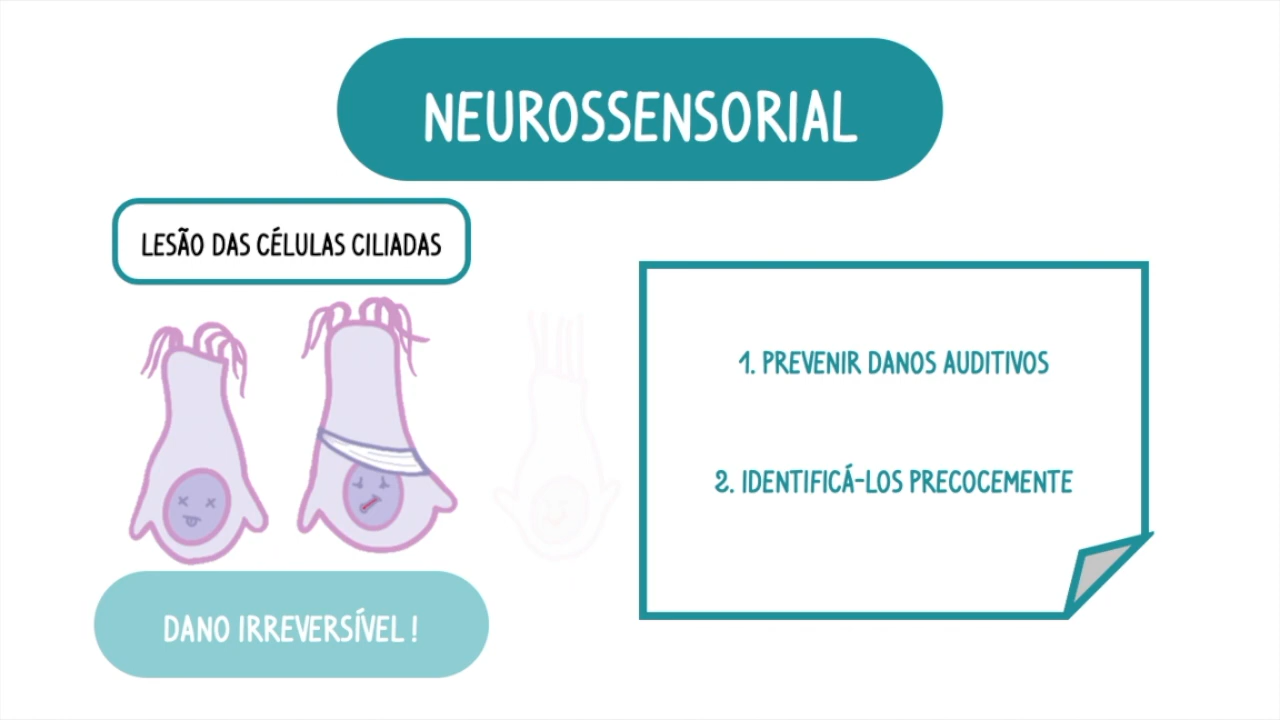 NEUROSSENSORIAL
LESÃO DAS CÉLULAS CILIADAS
1. PREVENIR DANOS AUDITIVOS
2. IDENTIFICÁ-LOS PRECOCEMENTE
DANO IRREVERSÍVEL !